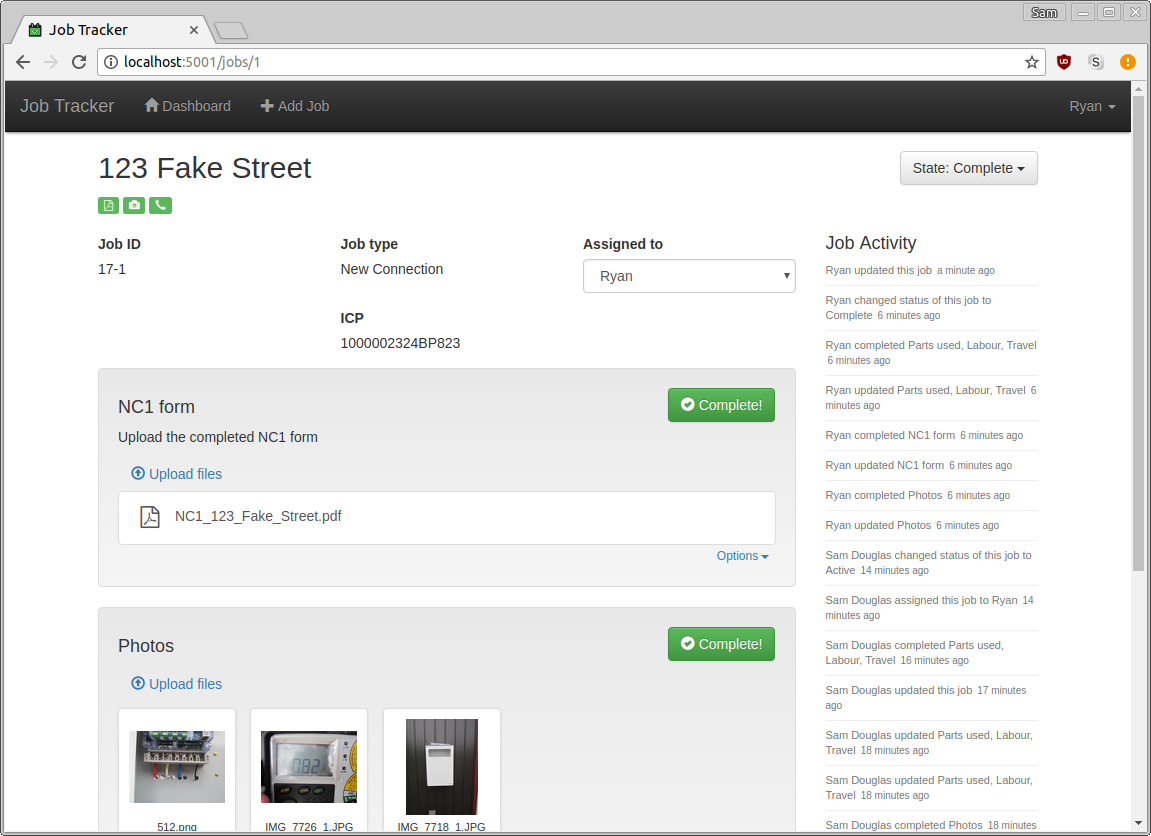 Sam
Job Tracker
localhost:5001/jobs/1
Job Tracker
Dashboard
Add Job
Ryan
123 Fake Street
State: Complete
Job ID
17-1
Job type
New Connection
Assigned to
Ryan
ICP
1000002324BP823
NC1 form
Complete!
Upload the completed NC1 form
Upload files
NC1_123_Fake_Street.pdf
Options
Photos
Complete!
Upload files
082
512.png
IMG_7726_1.JPG
IMG_7718_1.JPG
Job Activity
Ryan updated this job a minute ago
Ryan changed status of this job to
Complete 6 minutes ago
Ryan completed Parts used, Labour, Travel
6 minutes ago
Ryan updated Parts used, Labour, Travel 6
minutes ago
Ryan completed NC1 form 6 minutes ago
Ryan updated NC1 form 6 minutes ago
Ryan completed Photos 6 minutes ago
Ryan updated Photos 6 minutes ago
Sam Douglas changed status of this job to
Active 14 minutes ago
Sam Douglas assigned this job to Ryan 14
minutes ago
Sam Douglas completed Parts used,
Labour, Travel 16 minutes ago
Sam Douglas updated this job 17 minutes
ago
Sam Douglas updated Parts used, Labour,
Travel 18 minutes ago
Sam Douglas updated Parts used, Labour,
Travel 18 minutes ago
Sam Douglas completed Photos 18 minutes